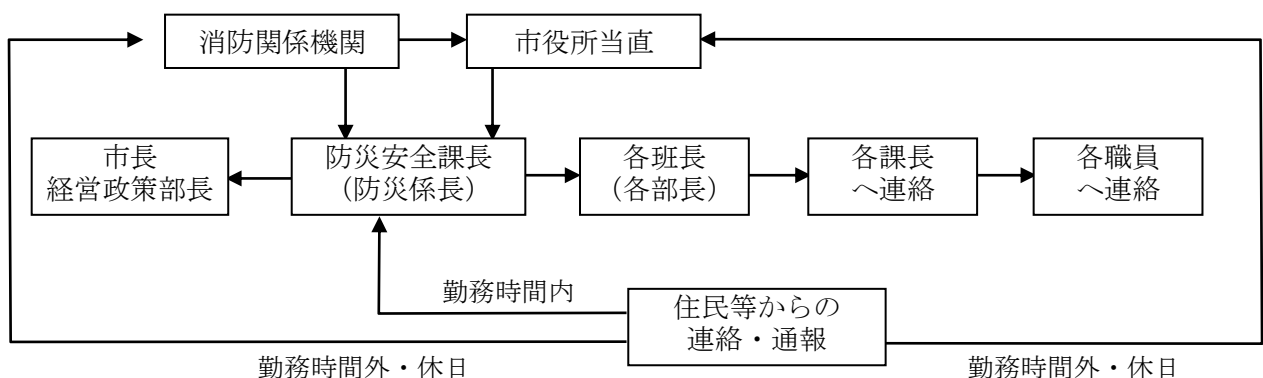 消防関係機関
市役所当直
市長
経営政策部長
防災安全課長
(防災係長)
各班長
(各部長)
各課長
へ連絡
各職員
へ連絡
勤務時間内
住民等からの
連絡・通報
勤務時間外・休日
勤務時間外・休日